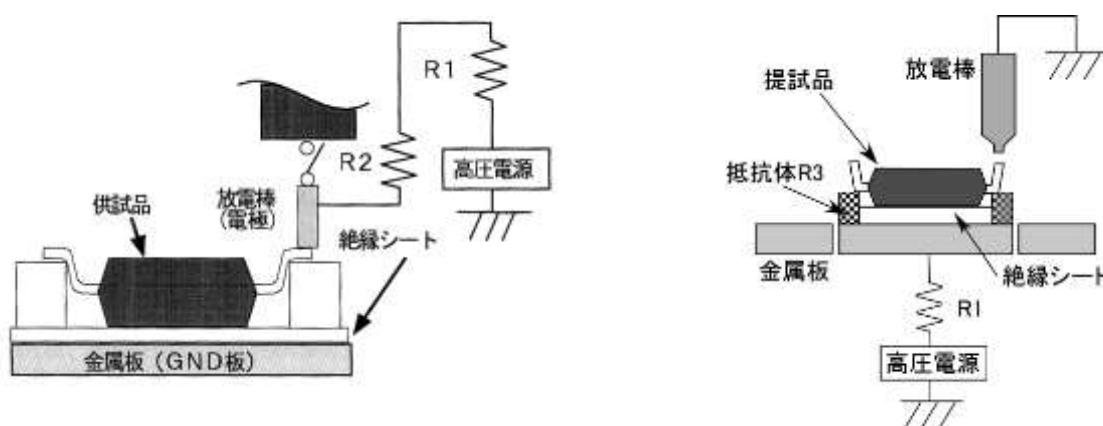 R1
R2
高圧電源
供試品
放電棒
(電極)
絶縁シート
金属板(GND板)
放電棒
提試品
抵抗体R3
金属板
絶縁シート
RI
高圧電源